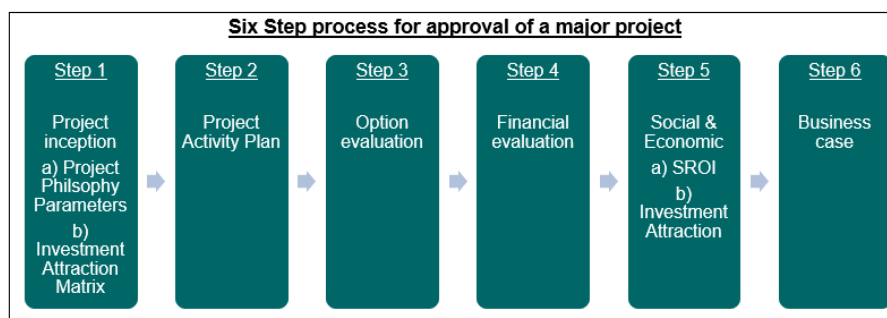 Six Step process for approval of a major project
Step 1
Project
inception
a) Project
Philsophy
Parameters
b)
Investment
Attraction
Matrix
Step 2
Project
Activity Plan
Step 3
Option
evaluation
Step 4
Financial
evaluation
Step 5
Social &
Economic
a) SROI
b)
Investment
Attraction
Step 6
Business
case